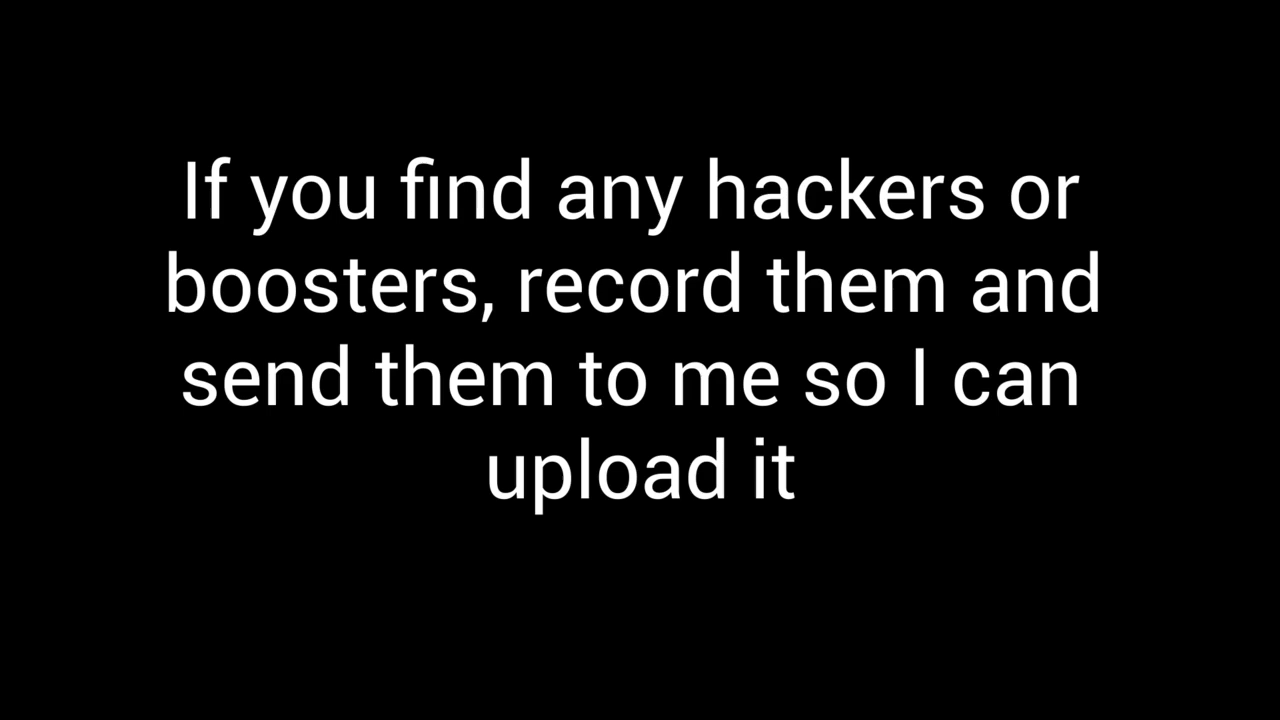 If you find any hackers or
boosters, record them and
send them to me so I can
upload it